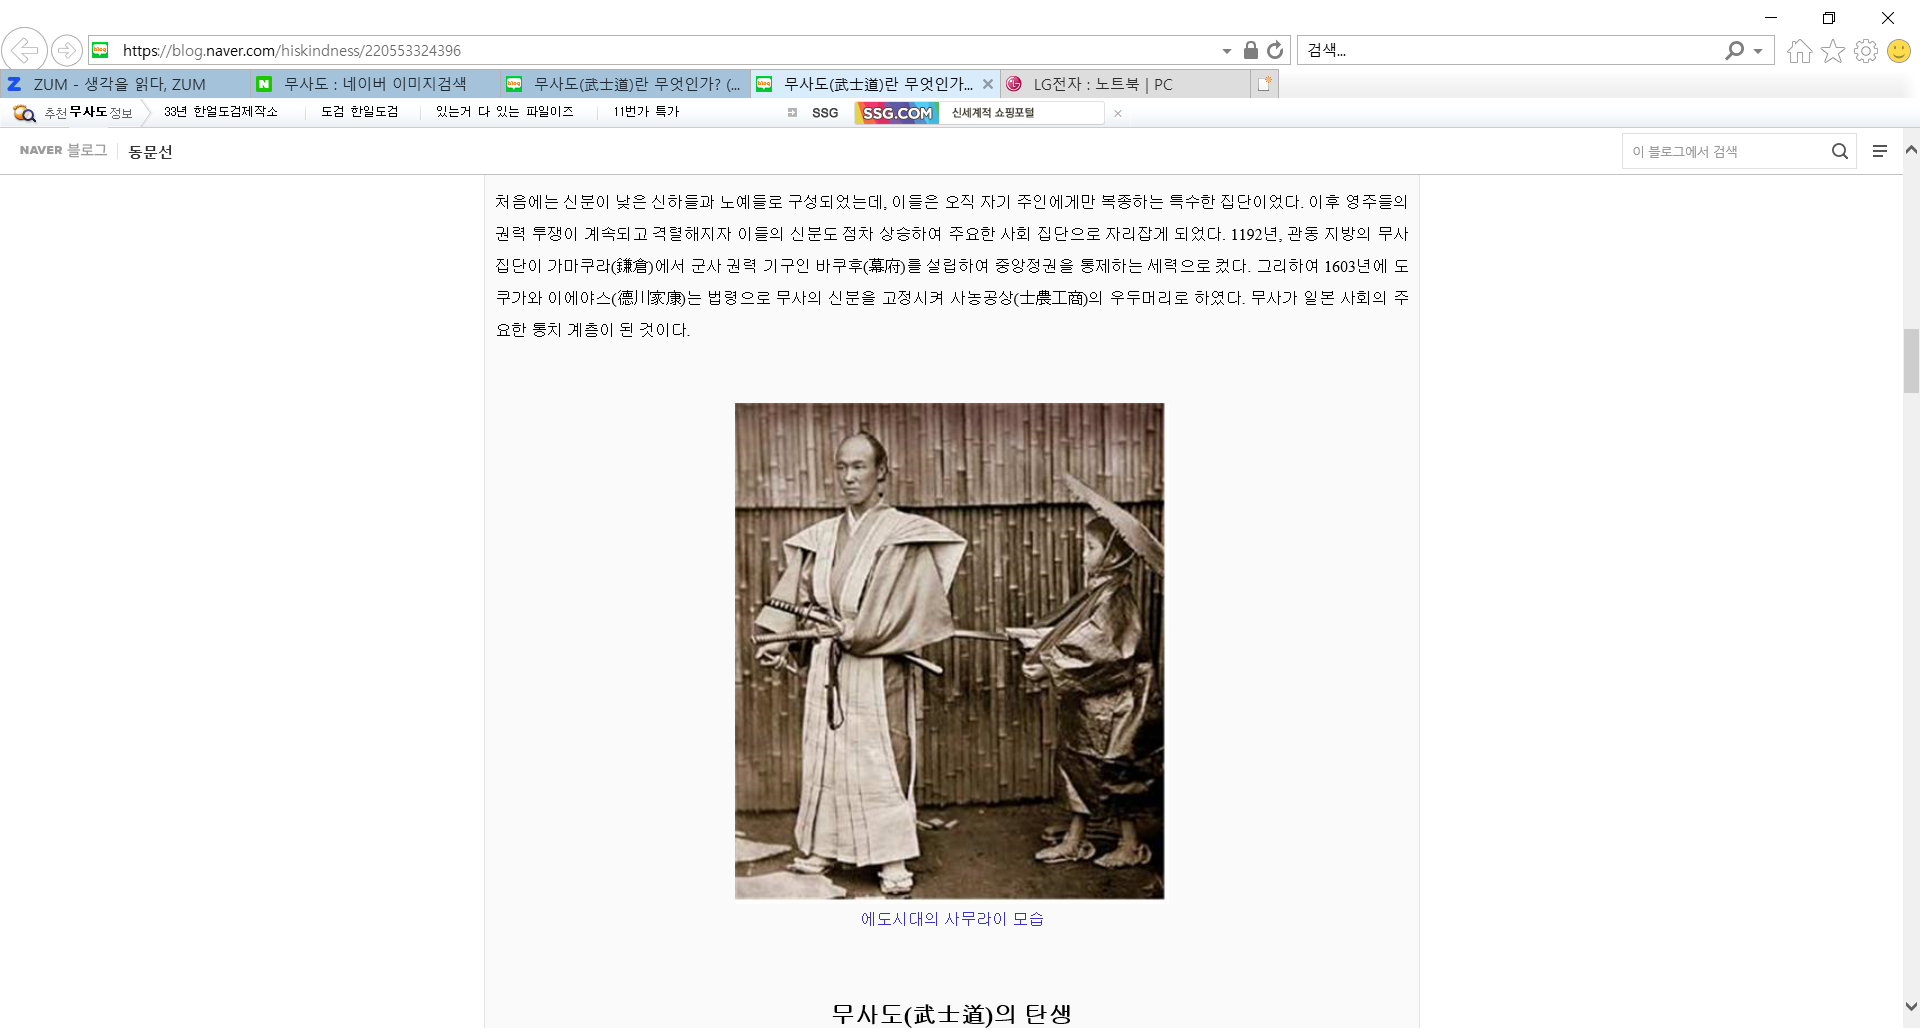 https://blog.naver.com/hiskindness/220553324396
검색...
ZUM - 생각을 읽다, ZUM
무사도 : 네이버 이미지검색
무사도(武士道)란 무엇인가? (...
무사도(武士道)란 무엇인가...
LG전자 : 노트북 | PC
추천 무사도 정보
33년 한얼도검제작소
도검 한일도검
있는거 다 있는 파일이즈
11번가 특가
SSG
SSG.COM
신세계적 쇼핑포털
NAVER 블로그
동문선
이 블로그에서 검색
처음에는 신분이 낮은 신하들과 노예들로 구성되었는데, 이들은 오직 자기 주인에게만 복종하는 특수한 집단이었다. 이후 영주들의
권력 투쟁이 계속되고 격렬해지자 이들의 신분도 점차 상승하여 주요한 사회 집단으로 자리잡게 되었다. 1192년, 관동 지방의 무사
집단이 가마쿠라(鎌倉)에서 군사 권력 기구인 바쿠후(幕府)를 설립하여 중앙정권을 통제하는 세력으로 컸다. 그리하여 1603년에 도
쿠가와 이에야스(德川家康)는 법령으로 무사의 신분을 고정시켜 사농공상(士農工商)의 우두머리로 하였다. 무사가 일본 사회의 주
요한 통치 계층이 된 것이다.
에도시대의 사무라이 모습
무사도(武士道)의 탄생